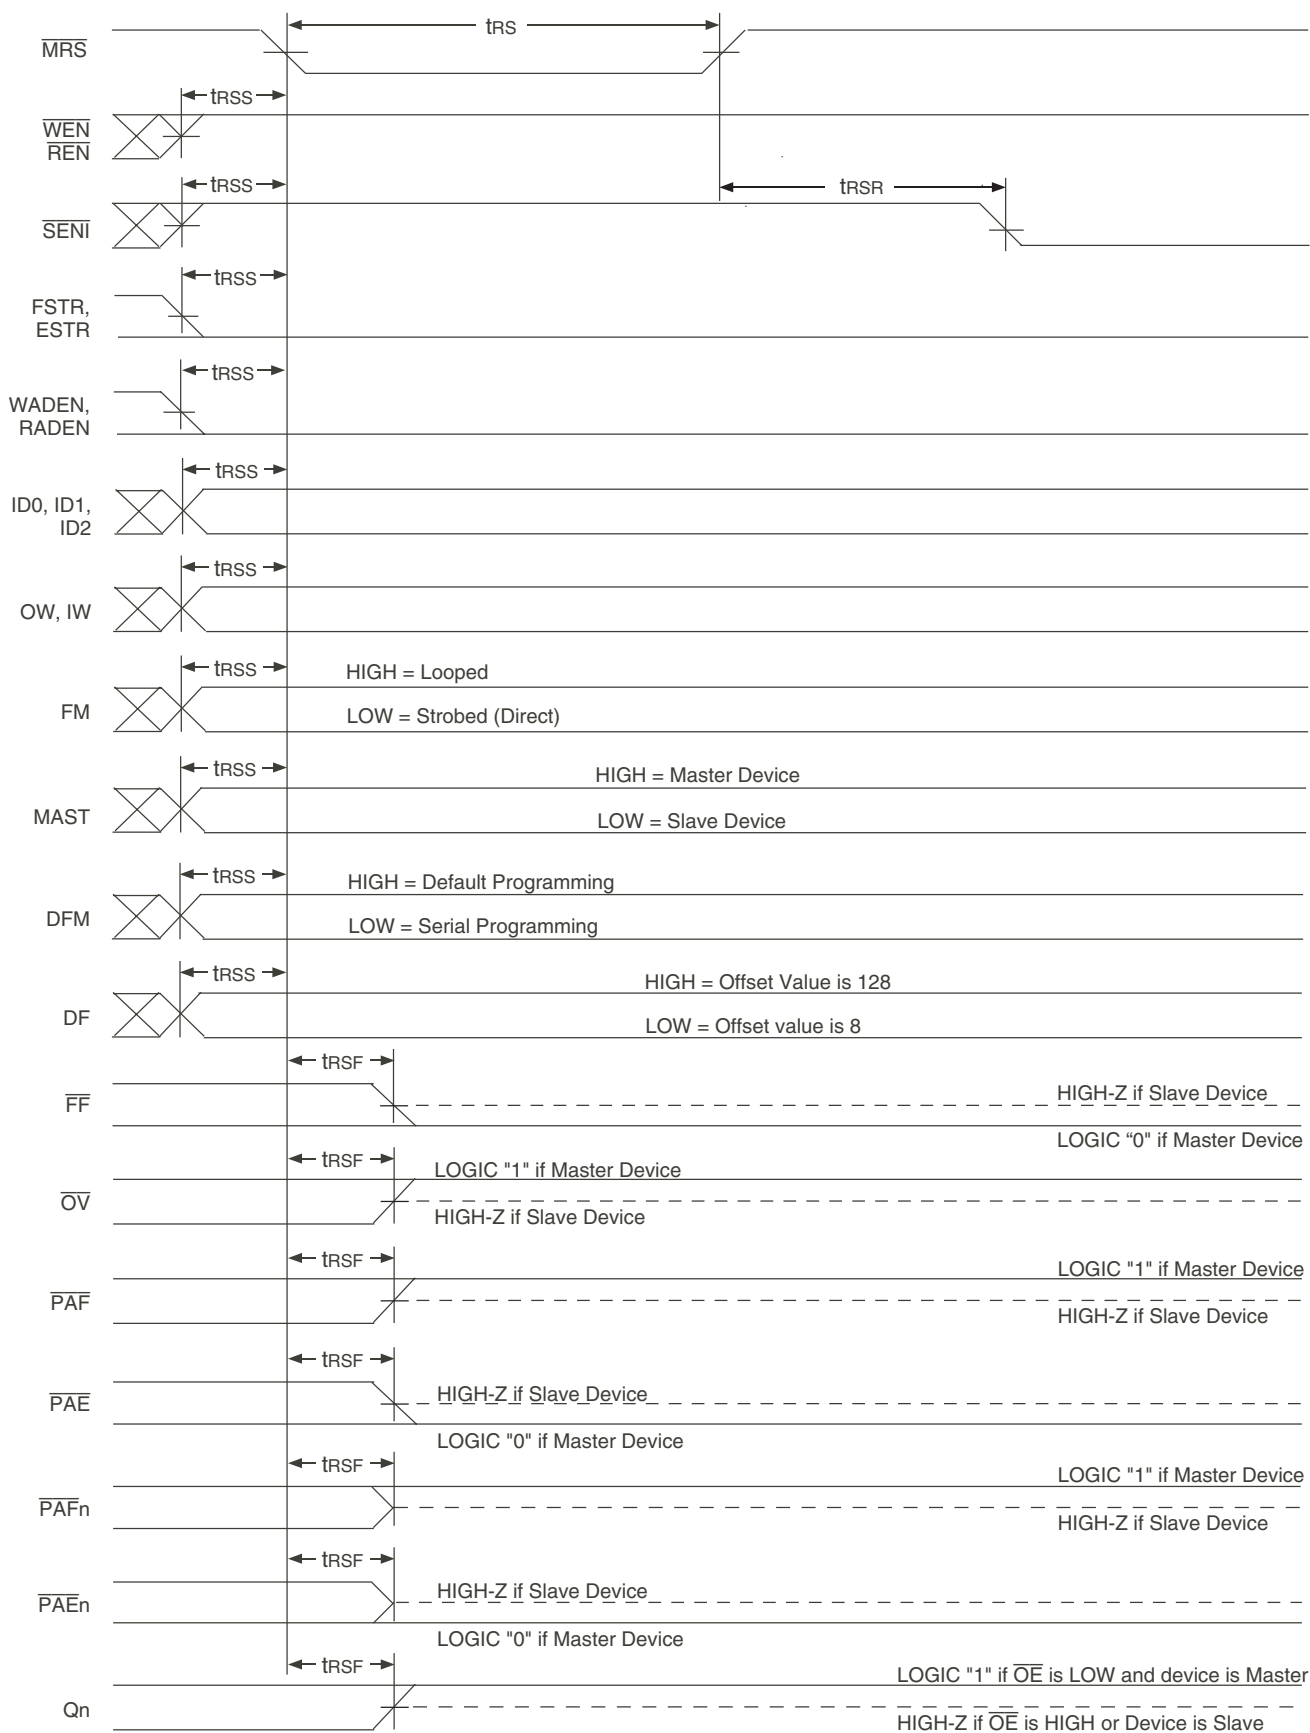 tRS
MRS
tRSS
WEN
REN
tRSS
tRSR
SENI
tRSS
FSTR,
ESTR
tRSS
WADEN,
RADEN
tRSS
ID0, ID1,
ID2
tRSS
OW, IW
tRSS
HIGH = Looped
FM
LOW = Strobed (Direct)
tRSS
HIGH = Master Device
MAST
LOW = Slave Device
tRSS
HIGH = Default Programming
DFM
LOW = Serial Programming
tRSS
HIGH = Offset Value is 128
DF
LOW = Offset value is 8
tRSF
FF
HIGH-Z if Slave Device
LOGIC “0" if Master Device
tRSF
LOGIC "1" if Master Device
OV
HIGH-Z if Slave Device
tRSF
LOGIC "1" if Master Device
PAF
HIGH-Z if Slave Device
tRSF
HIGH-Z if Slave Device
PAE
LOGIC "0" if Master Device
tRSF
LOGIC "1" if Master Device
PAFn
HIGH-Z if Slave Device
tRSF
HIGH-Z if Slave Device
PAEn
LOGIC "0" if Master Device
tRSF
LOGIC "1" if OE is LOW and device is Master
Qn
HIGH-Z if OE is HIGH or Device is Slave